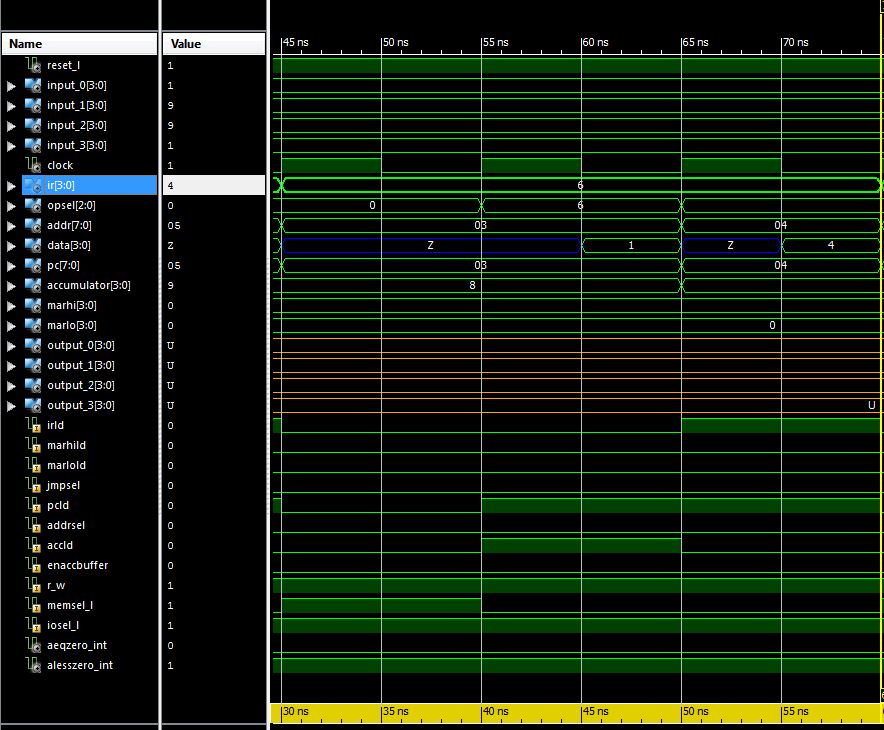 45 ns 50 ns 55 ns 60 ns 65 ns 70 ns
Name Value
reset_l 1
input_0[3:0] 1
input_1[3:0] 9
input_2[3:0] 9
input_3[3:0] 1
clock 1
ir[3:0] 4 6
opsel[2:0] 0 0 6
addr[7:0] 05 03 04
data[3:0] Z Z 1 Z 4
pc[7:0] 05 03 04
accumulator[3:0] 9 8
marhi[3:0] 0
marlo[3:0] 0 0
output_0[3:0] U
output_1[3:0] U
output_2[3:0] U
output_3[3:0] U U
irld 0
marhild 0
marlold 0
jmpsel 0
pcld 0
addrsel 0
accld 0
enaccbuffer 0
r_w 1
memsel_l 1
iosel_l 1
aeqzero_int 0
alesszero_int 1
30 ns 35 ns 40 ns 45 ns 50 ns 55 ns